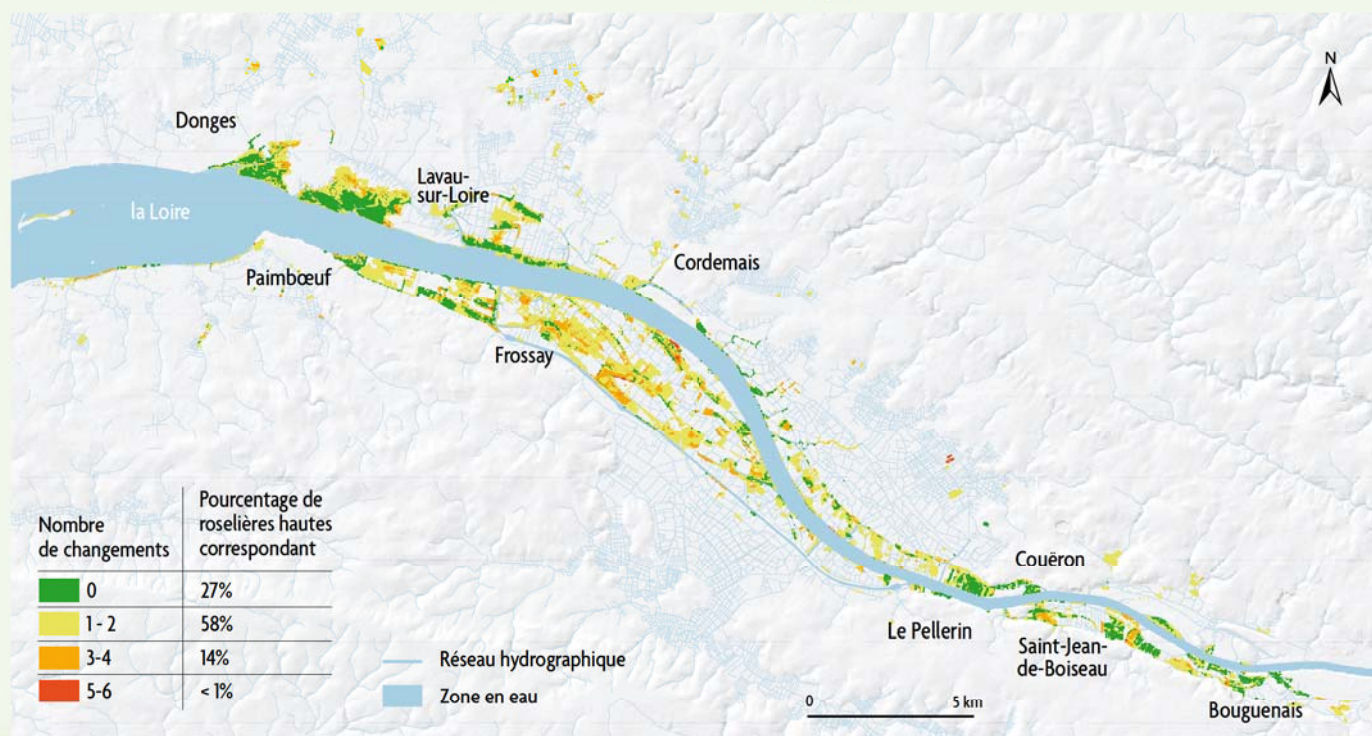 N
Donges
Lavau-
sur-Loire
la Loire
Cordemais
Paimbœuf
Frossay
Couëron
Le Pellerin
Saint-Jean-
de-Boiseau
Bouguenais
Nombre
de changements
Pourcentage de
roselières hautes
correspondant
0 27%
1 - 2 58%
3-4 14%
5-6 < 1%
Réseau hydrographique
Zone en eau
0 5 km